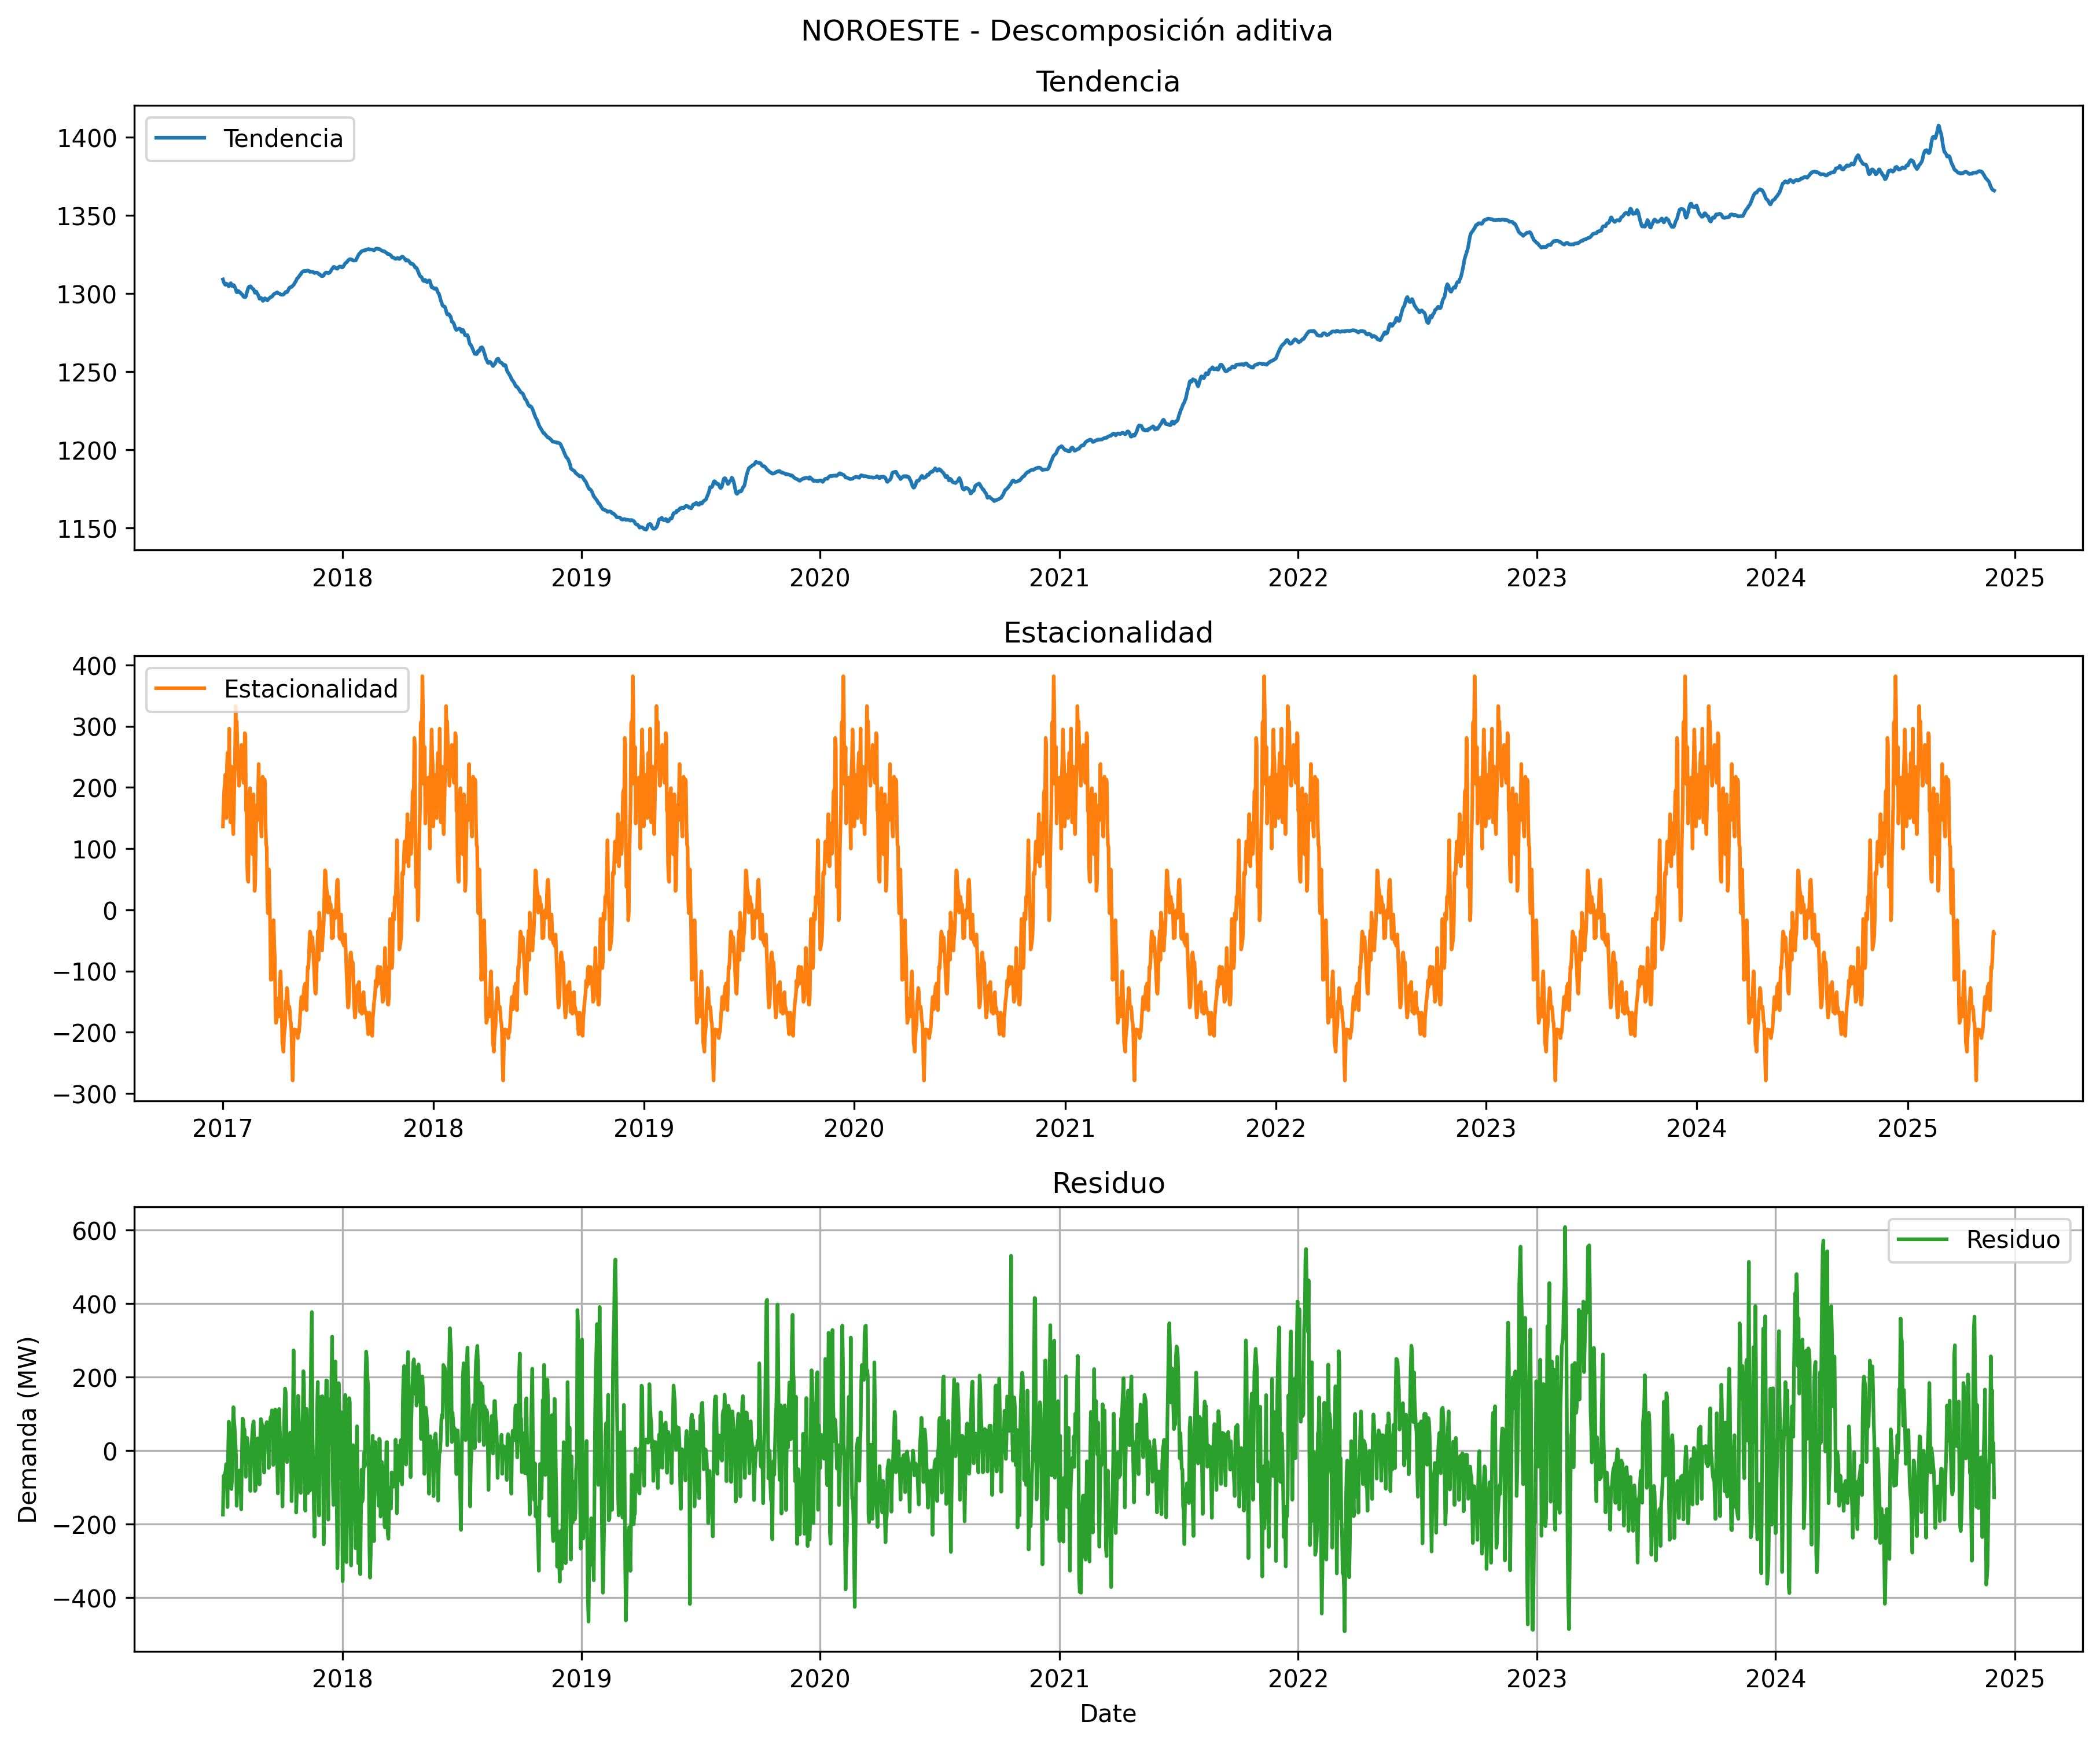 NOROESTE - Descomposición aditiva
Tendencia
Tendencia
1400
1350
1300
1250
1200
1150
2018 2019 2020 2021 2022 2023 2024 2025
Estacionalidad
Estacionalidad
400
300
200
100
0
−100
−200
−300
2017 2018 2019 2020 2021 2022 2023 2024 2025
Residuo
Residuo
Demanda (MW)
600
400
200
0
−200
−400
2018 2019 2020 2021 2022 2023 2024 2025
Date